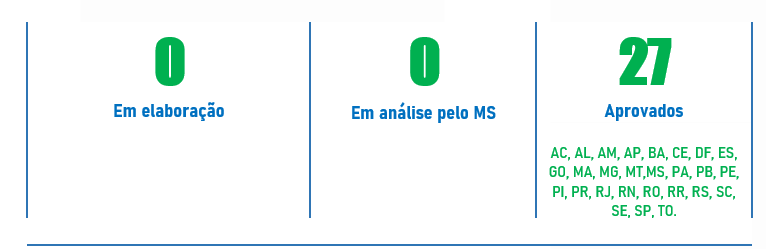 0
Em elaboração
0
Em análise pelo MS
27
Aprovados
AC, AL, AM, AP, BA, CE, DF, ES,
GO, MA, MG, MT,MS, PA, PB, PE,
PI, PR, RJ, RN, RO, RR, RS, SC,
SE, SP, TO.